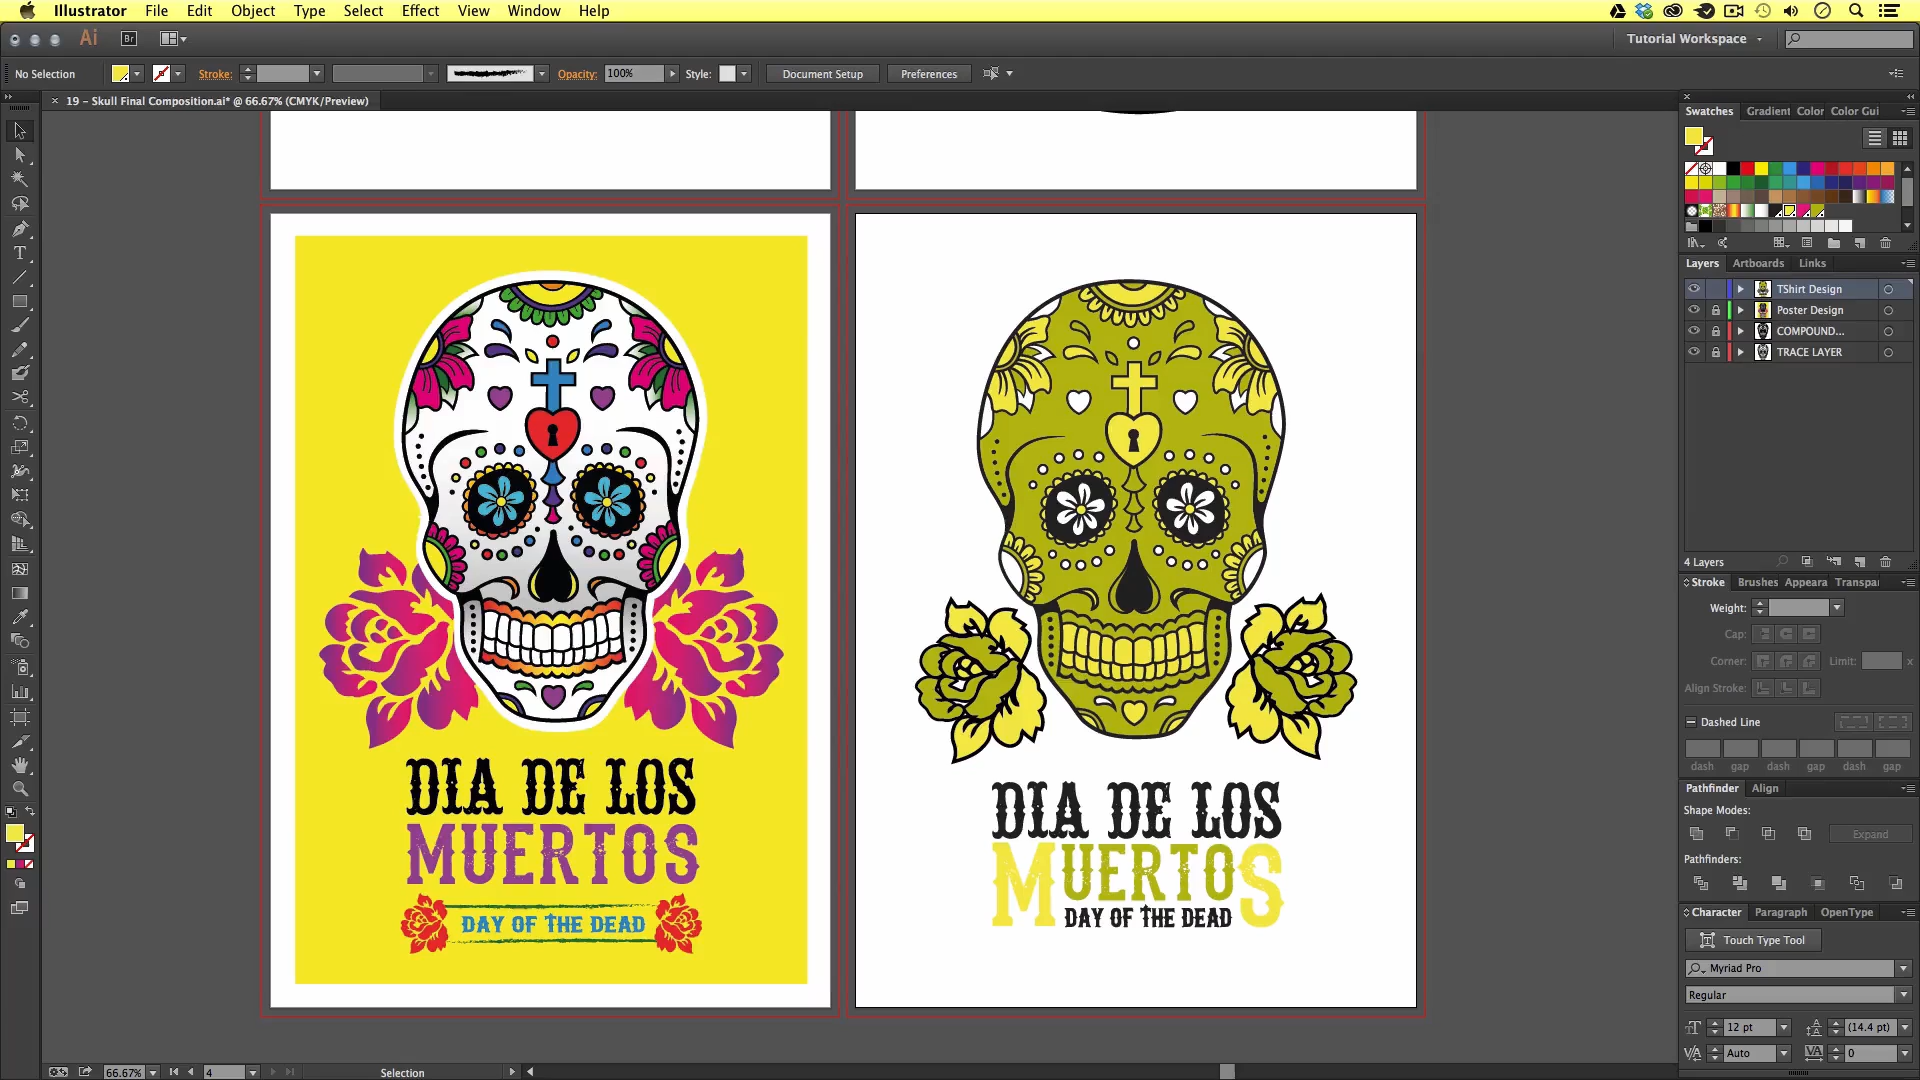 Illustrator File Edit Object Type Select Effect View Window Help
Ai Br Tutorial Workspace
No Selection Stroke: Opacity: 100% Style: Document Setup Preferences
× 19 – Skull Final Composition.ai* @ 66.67% (CMYK/Preview)
Swatches Gradient Color Color Gui
Layers Artboards Links
TShirt Design
Poster Design
COMPOUND...
TRACE LAYER
4 Layers
Stroke Brushes Appeara Transpa
Weight:
Cap:
Corner: Limit: x
Align Stroke:
Dashed Line
dash gap dash gap dash gap
Pathfinder Align
Shape Modes:
Expand
Pathfinders:
Character Paragraph OpenType
Touch Type Tool
Myriad Pro
Regular
12 pt (14.4 pt)
Auto 0
DIA DE LOS
MUERTOS
DAY OF THE DEAD
DIA DE LOS
MUERTOS
DAY OF THE DEAD
66.67% 4 Selection